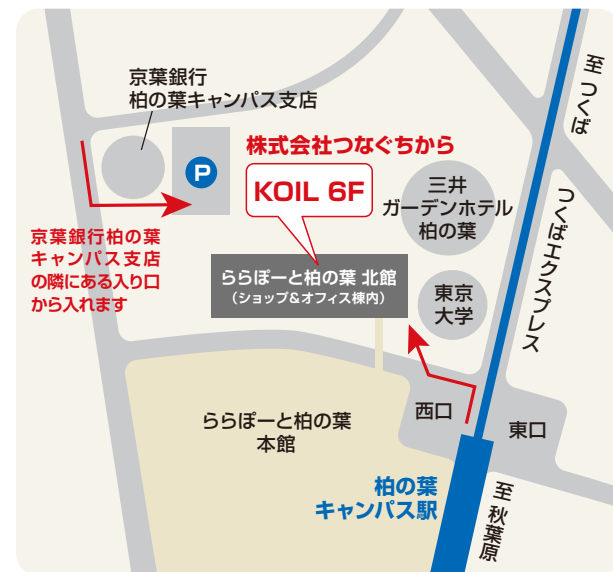 京葉銀行
柏の葉キャンパス支店
P
株式会社つなぐちから
KOIL 6F
京葉銀行柏の葉
キャンパス支店
の隣にある入り口
から入れます
三井
ガーデンホテル
柏の葉
ららぽーと柏の葉 北館
（ショップ&オフィス棟内）
東京
大学
至 つくば
つくばエクスプレス
ららぽーと柏の葉
本館
西口
東口
柏の葉
キャンパス駅
至 秋葉原